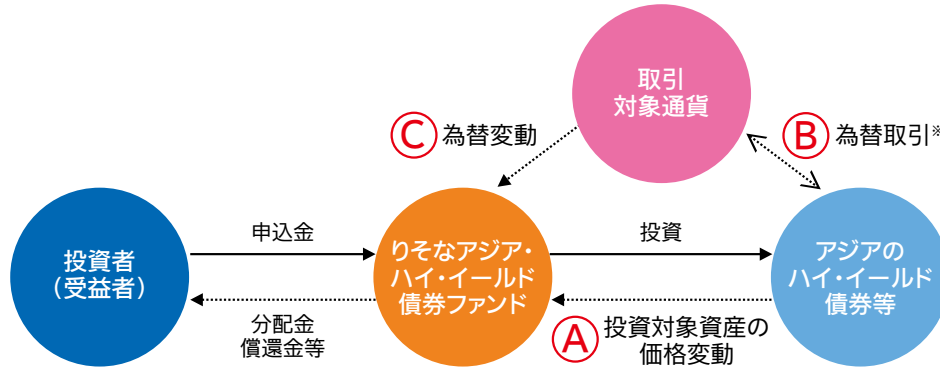 取引
対象通貨
Ⓒ 為替変動
Ⓑ 為替取引※
投資者
（受益者）
申込金
りそなアジア・
ハイ・イールド
債券ファンド
投資
アジアの
ハイ・イールド
債券等
分配金
償還金等
Ⓐ 投資対象資産の
価格変動